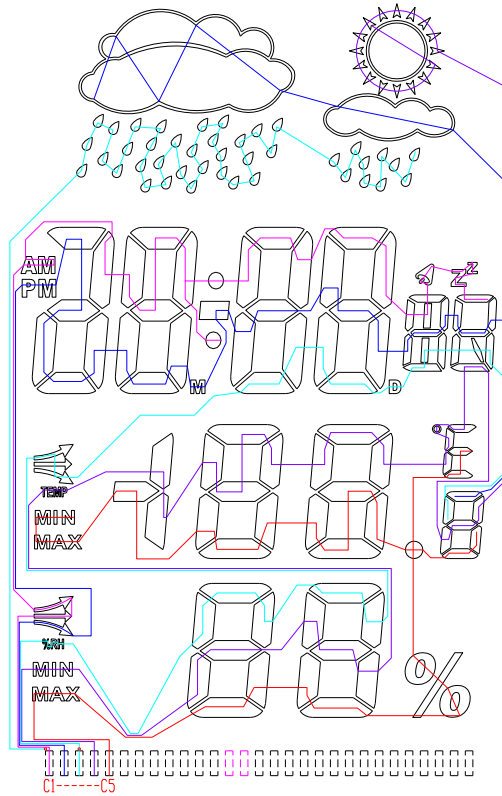 AM
PM
Z z
M
D
TEMP
MIN
MAX
%RH
MIN
MAX
%
C1------C5